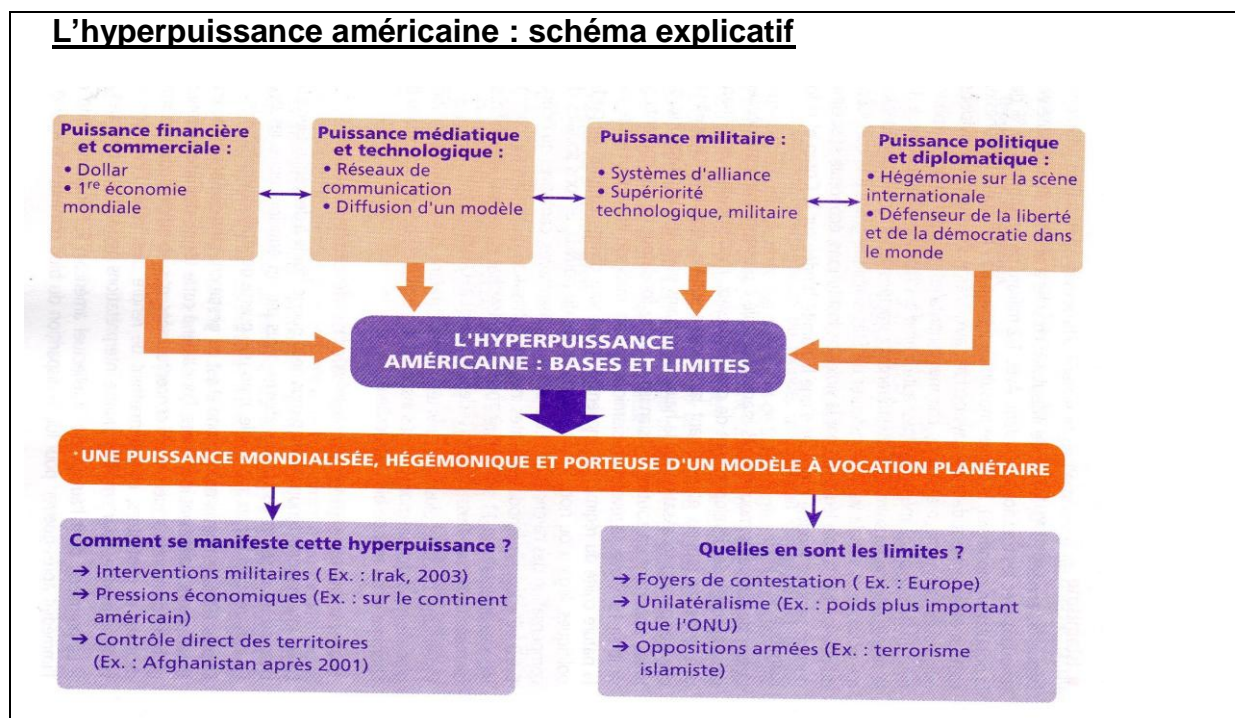 L'hyperpuissance américaine : schéma explicatif
Puissance financière
et commerciale :
• Dollar
• 1re économie
mondiale
Puissance médiatique
et technologique :
• Réseaux de
communication
• Diffusion d'un modèle
Puissance militaire :
• Systèmes d'alliance
• Supériorité
technologique, militaire
Puissance politique
et diplomatique :
• Hégémonie sur la scène
internationale
• Défenseur de la liberté
et de la démocratie dans
le monde
L'HYPERPUISSANCE
AMÉRICAINE : BASES ET LIMITES
UNE PUISSANCE MONDIALISÉE, HÉGÉMONIQUE ET PORTEUSE D'UN MODÈLE À VOCATION PLANÉTAIRE
Comment se manifeste cette hyperpuissance ?
→ Interventions militaires ( Ex. : Irak, 2003)
→ Pressions économiques (Ex. : sur le continent
américain)
→ Contrôle direct des territoires
(Ex. : Afghanistan après 2001)
Quelles en sont les limites ?
→ Foyers de contestation ( Ex. : Europe)
→ Unilatéralisme (Ex. : poids plus important
que l'ONU)
→ Oppositions armées (Ex. : terrorisme
islamiste)